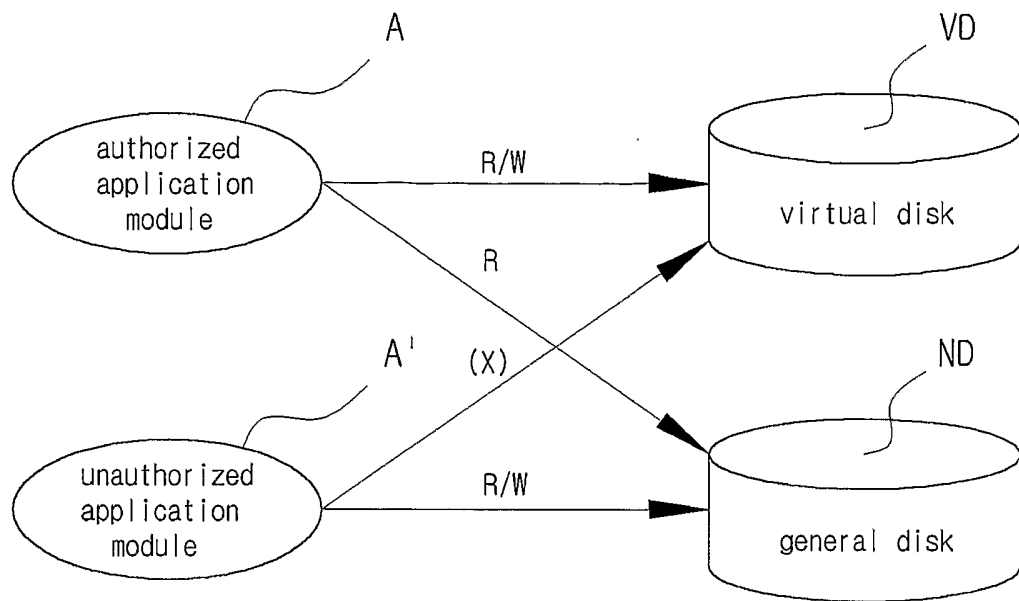 A
VD
authorized
application
module
R/W
virtual disk
R
A'
(X)
ND
unauthorized
application
module
R/W
general disk